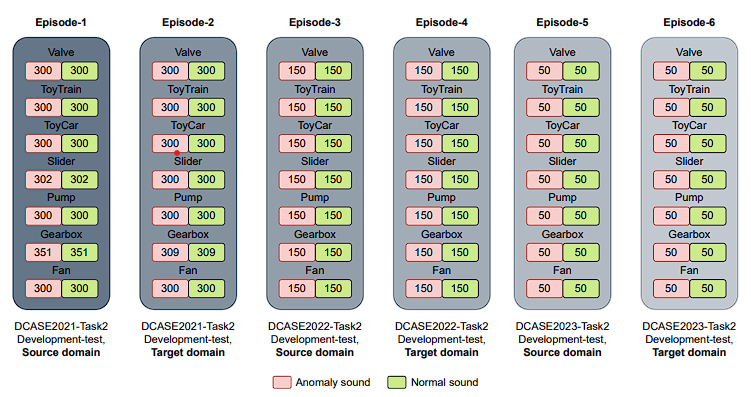 Episode-1 Episode-2 Episode-3 Episode-4 Episode-5 Episode-6
Valve Valve Valve Valve Valve Valve
300 300 300 300 150 150 150 150 50 50 50 50
ToyTrain ToyTrain ToyTrain ToyTrain ToyTrain ToyTrain
300 300 300 300 150 150 150 150 50 50 50 50
ToyCar ToyCar ToyCar ToyCar ToyCar ToyCar
300 300 300 300 150 150 150 150 50 50 50 50
Slider Slider Slider Slider Slider Slider
302 302 300 300 150 150 150 150 50 50 50 50
Pump Pump Pump Pump Pump Pump
300 300 300 300 150 150 150 150 50 50 50 50
Gearbox Gearbox Gearbox Gearbox Gearbox Gearbox
351 351 309 309 150 150 150 150 50 50 50 50
Fan Fan Fan Fan Fan Fan
300 300 300 300 150 150 150 150 50 50 50 50
DCASE2021-Task2 DCASE2021-Task2 DCASE2022-Task2 DCASE2022-Task2 DCASE2023-Task2 DCASE2023-Task2
Development-test, Development-test, Development-test, Development-test, Development-test, Development-test,
Source domain Target domain Source domain Target domain Source domain Target domain
Anomaly sound Normal sound